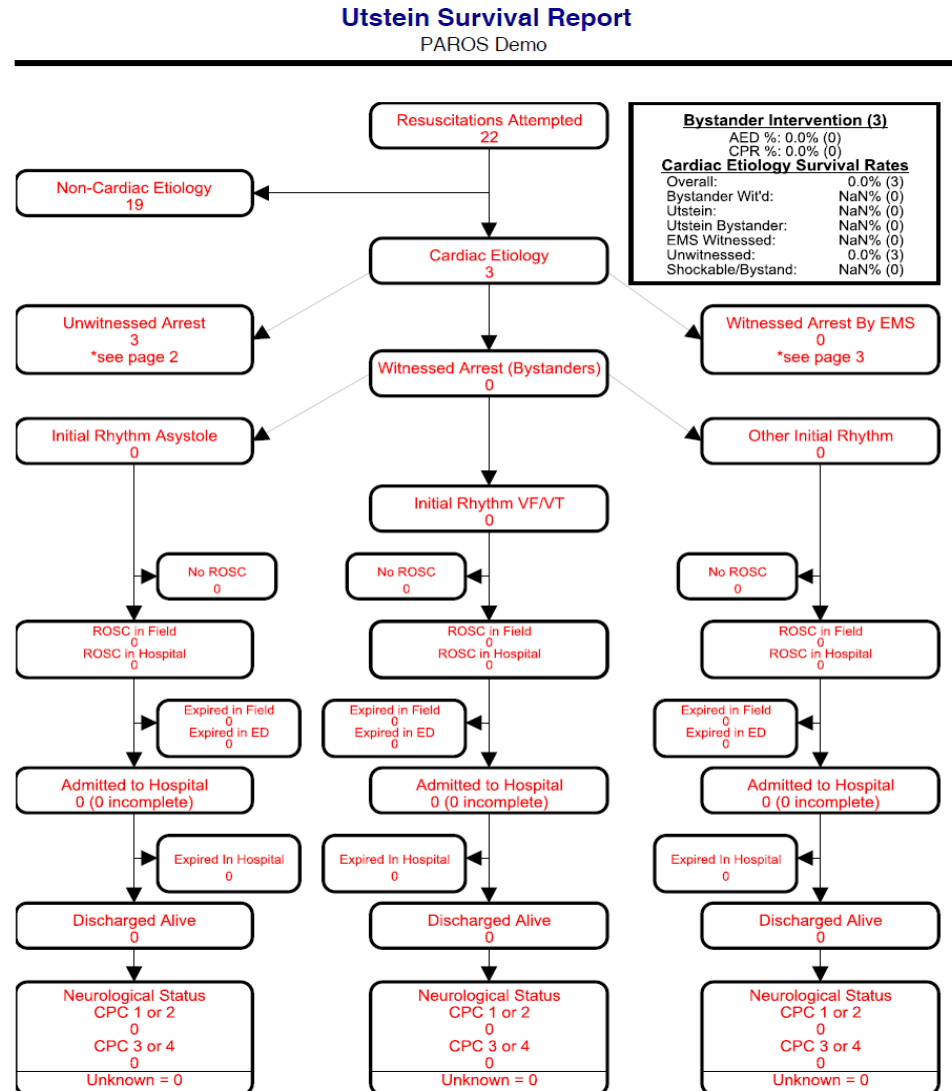 Utstein Survival Report
PAROS Demo
Resuscitations Attempted
22
Bystander Intervention (3)
AED %: 0.0% (0)
CPR %: 0.0% (0)
Cardiac Etiology Survival Rates
Overall: 0.0% (3)
Bystander Wit'd: NaN% (0)
Utstein: NaN% (0)
Utstein Bystander: NaN% (0)
EMS Witnessed: NaN% (0)
Unwitnessed: 0.0% (3)
Shockable/Bystand: NaN% (0)
Non-Cardiac Etiology
19
Cardiac Etiology
3
Unwitnessed Arrest
3
*see page 2
Witnessed Arrest (Bystanders)
0
Witnessed Arrest By EMS
0
*see page 3
Initial Rhythm Asystole
0
Initial Rhythm VF/VT
0
Other Initial Rhythm
0
No ROSC
0
No ROSC
0
No ROSC
0
ROSC in Field
0
ROSC in Hospital
0
ROSC in Field
0
ROSC in Hospital
0
ROSC in Field
0
ROSC in Hospital
0
Expired in Field
0
Expired in ED
0
Expired in Field
0
Expired in ED
0
Expired in Field
0
Expired in ED
0
Admitted to Hospital
0 (0 incomplete)
Admitted to Hospital
0 (0 incomplete)
Admitted to Hospital
0 (0 incomplete)
Expired In Hospital
0
Expired In Hospital
0
Expired In Hospital
0
Discharged Alive
0
Discharged Alive
0
Discharged Alive
0
Neurological Status
CPC 1 or 2
0
CPC 3 or 4
0
Unknown = 0
Neurological Status
CPC 1 or 2
0
CPC 3 or 4
0
Unknown = 0
Neurological Status
CPC 1 or 2
0
CPC 3 or 4
0
Unknown = 0